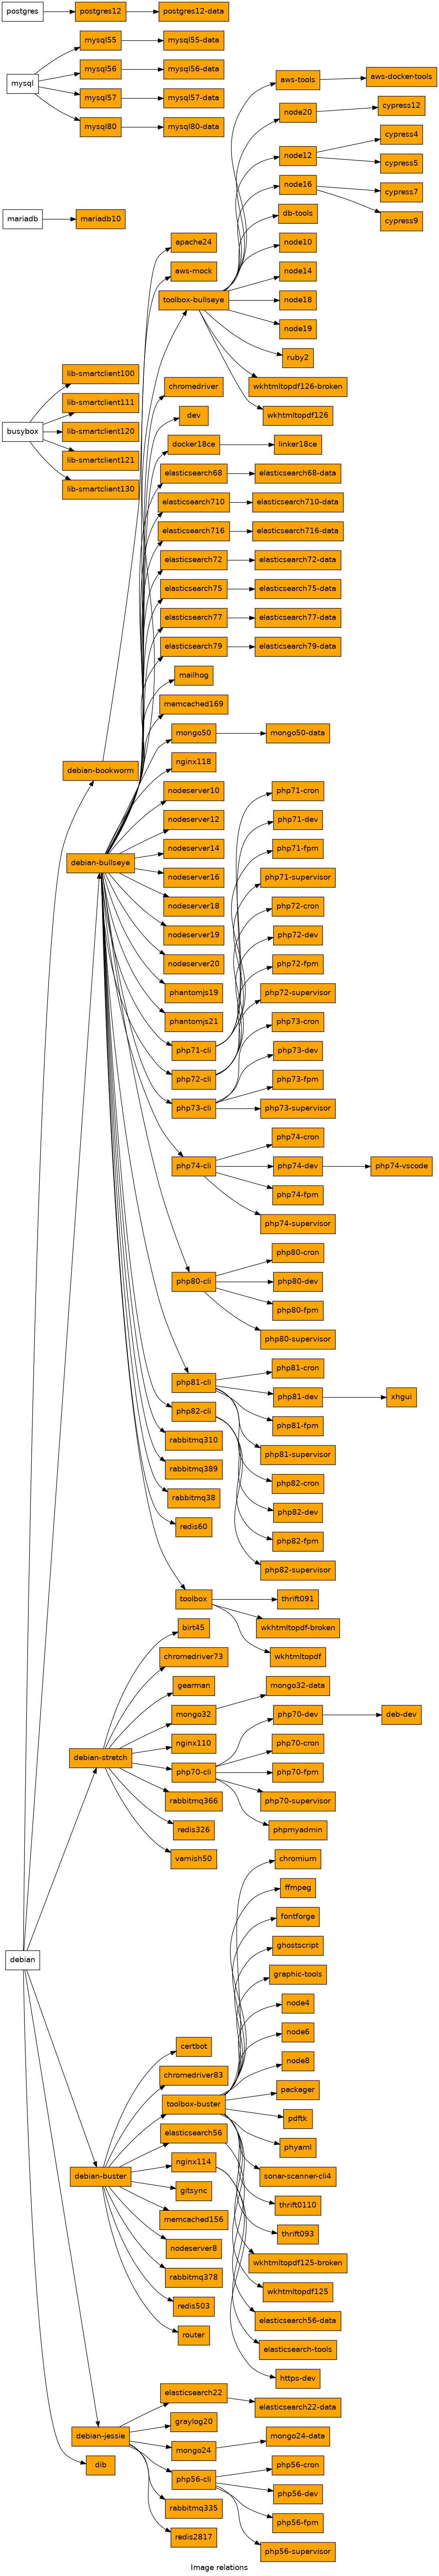 postgres
postgres12
postgres12-data
mysql
mysql55
mysql55-data
mysql56
mysql56-data
mysql57
mysql57-data
mysql80
mysql80-data
mariadb
mariadb10
busybox
lib-smartclient100
lib-smartclient111
lib-smartclient120
lib-smartclient121
lib-smartclient130
debian
debian-bookworm
toolbox-bullseye
aws-tools
aws-docker-tools
node20
cypress12
node12
cypress4
cypress5
node16
cypress7
cypress9
db-tools
node10
node14
node18
node19
ruby2
wkhtmltopdf126-broken
wkhtmltopdf126
debian-bullseye
apache24
aws-mock
chromedriver
dev
docker18ce
linker18ce
elasticsearch68
elasticsearch68-data
elasticsearch710
elasticsearch710-data
elasticsearch716
elasticsearch716-data
elasticsearch72
elasticsearch72-data
elasticsearch75
elasticsearch75-data
elasticsearch77
elasticsearch77-data
elasticsearch79
elasticsearch79-data
mailhog
memcached169
mongo50
mongo50-data
nginx118
nodeserver10
nodeserver12
nodeserver14
nodeserver16
nodeserver18
nodeserver19
nodeserver20
phantomjs19
phantomjs21
php71-cli
php71-cron
php71-dev
php71-fpm
php71-supervisor
php72-cli
php72-cron
php72-dev
php72-fpm
php72-supervisor
php73-cli
php73-cron
php73-dev
php73-fpm
php73-supervisor
php74-cli
php74-cron
php74-dev
php74-vscode
php74-fpm
php74-supervisor
php80-cli
php80-cron
php80-dev
php80-fpm
php80-supervisor
php81-cli
php81-cron
php81-dev
xhgui
php81-fpm
php81-supervisor
php82-cli
php82-cron
php82-dev
php82-fpm
php82-supervisor
rabbitmq310
rabbitmq389
rabbitmq38
redis60
toolbox
thrift091
wkhtmltopdf-broken
wkhtmltopdf
debian-stretch
birt45
chromedriver73
gearman
mongo32
mongo32-data
nginx110
php70-cli
php70-dev
deb-dev
php70-cron
php70-fpm
php70-supervisor
phpmyadmin
rabbitmq366
redis326
varnish50
debian-buster
certbot
chromedriver83
toolbox-buster
chromium
ffmpeg
fontforge
ghostscript
graphic-tools
node4
node6
node8
packager
pdftk
phyaml
sonar-scanner-cli4
thrift0110
thrift093
wkhtmltopdf125-broken
wkhtmltopdf125
elasticsearch56
elasticsearch56-data
elasticsearch-tools
nginx114
https-dev
gitsync
memcached156
nodeserver8
rabbitmq378
redis503
router
debian-jessie
elasticsearch22
elasticsearch22-data
graylog20
mongo24
mongo24-data
php56-cli
php56-cron
php56-dev
php56-fpm
php56-supervisor
rabbitmq335
redis2817
dib
Image relations